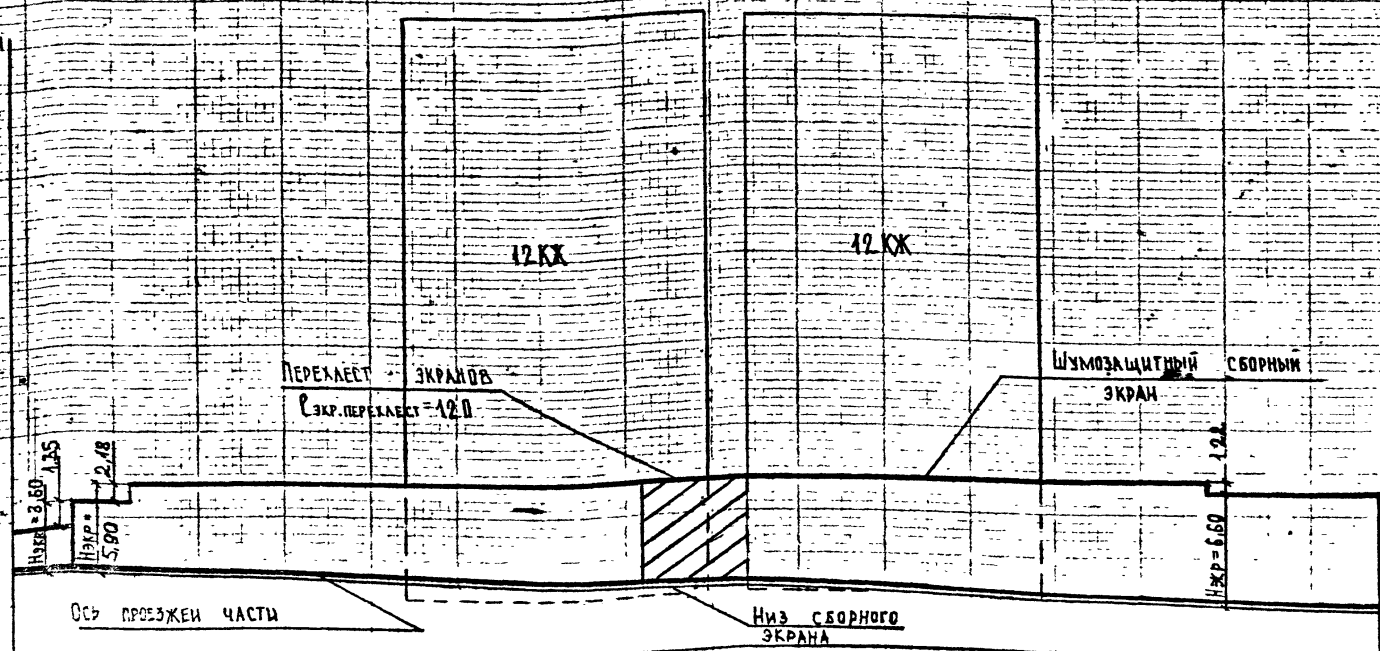 12КЖ
12КЖ
ПЕРЕХЛЕСТ ЭКРАНОВ
ℓ ЭКР.ПЕРЕХЛЕСТ = 12.0
ШУМОЗАЩИТНЫЙ СБОРНЫЙ
ЭКРАН
1,35
2,18
1,22
Нэкр=3,60
Нэкр=
5,90
Нэкр=6,60
ОСЬ ПРОЕЗЖЕЙ ЧАСТИ
НИЗ СБОРНОГО
ЭКРАНА